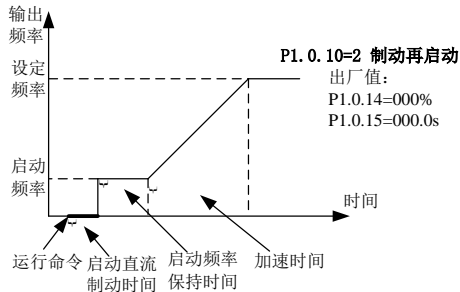 输出
频率
P1.0.10=2 制动再启动
设定
频率
出厂值：
P1.0.14=000%
P1.0.15=000.0s
启动
频率
时间
运行命令
启动直流
制动时间
启动频率
保持时间
加速时间